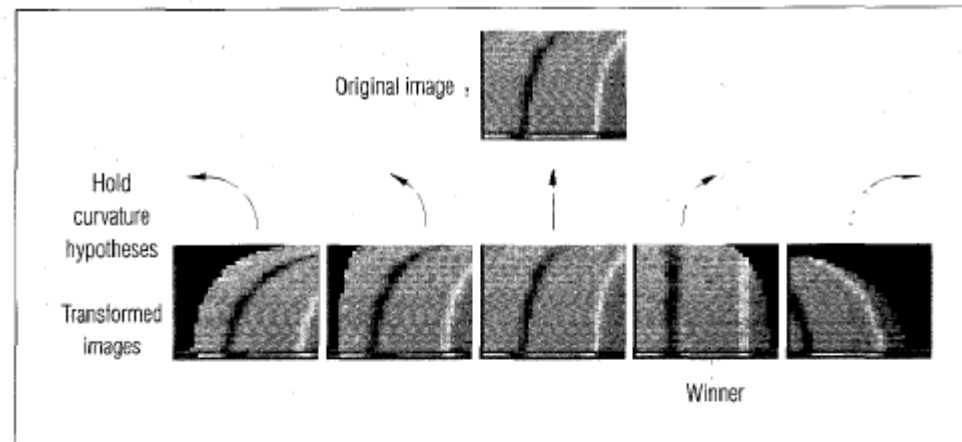 Original image
Hold
curvature
hypotheses
Transformed
images
Winner